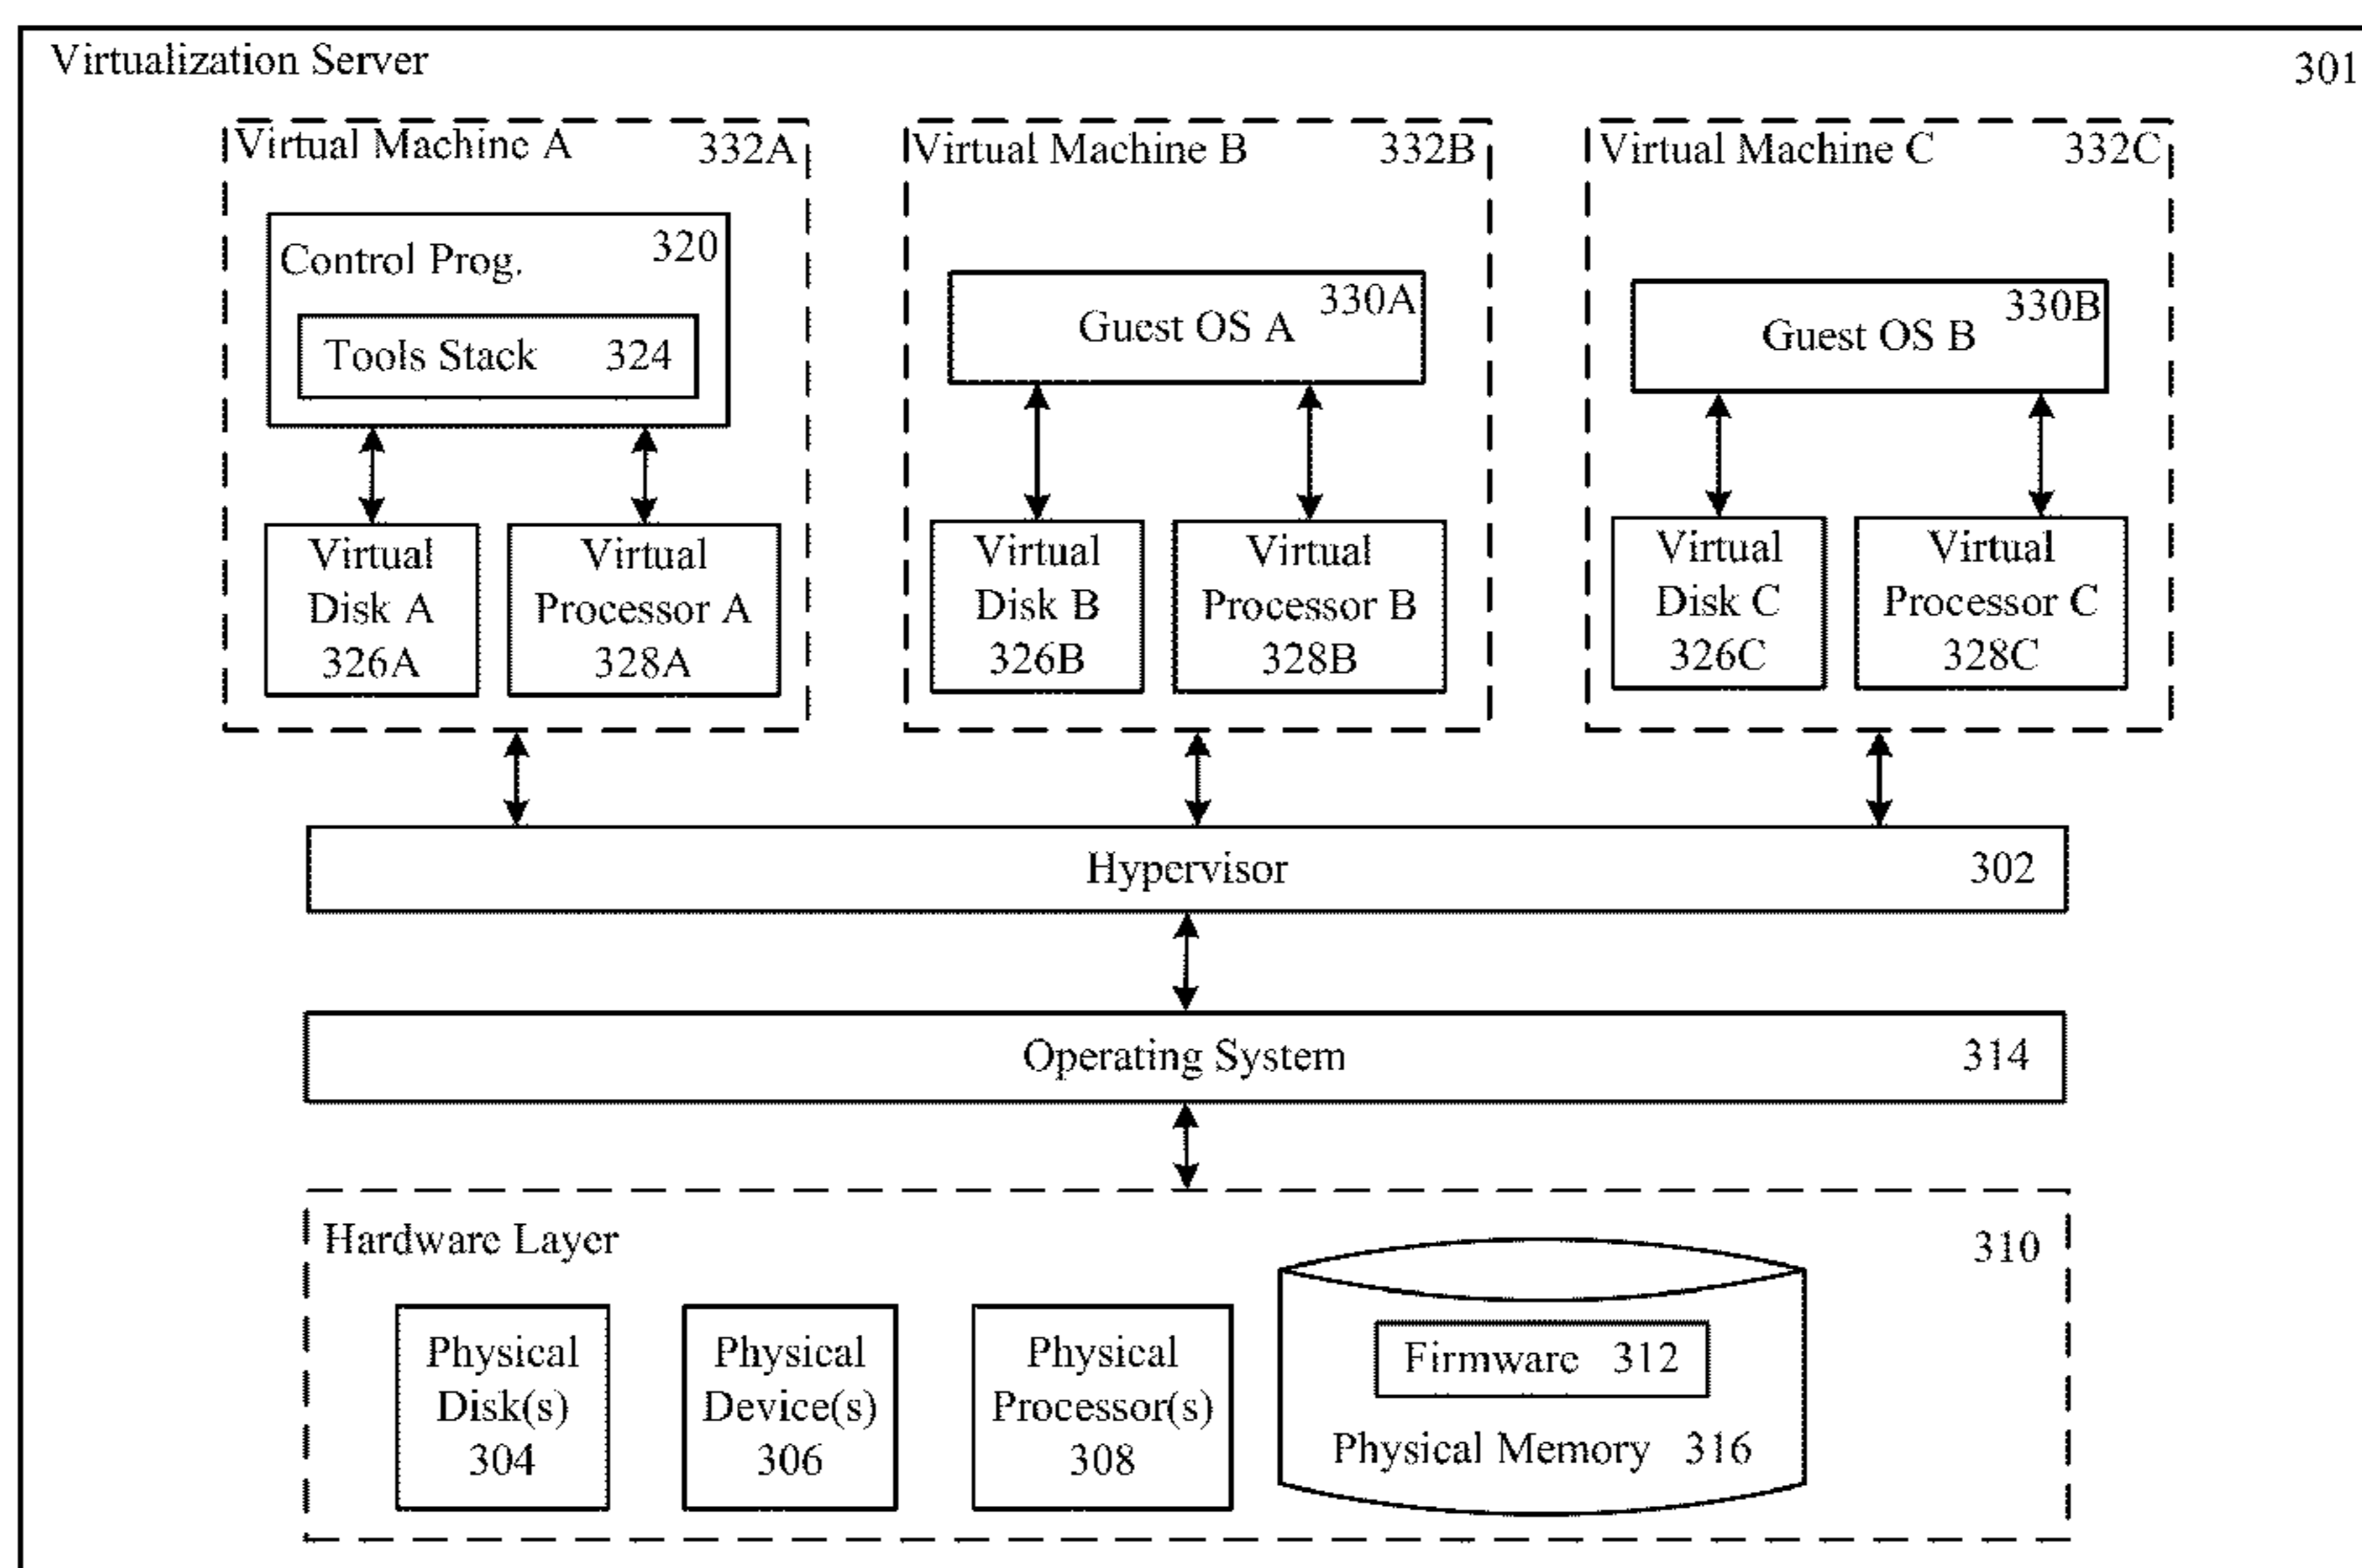 Virtualization Server 301
Virtual Machine A 332A
Control Prog. 320
Tools Stack 324
Virtual
Disk A
326A
Virtual
Processor A
328A
Virtual Machine B 332B
Guest OS A 330A
Virtual
Disk B
326B
Virtual
Processor B
328B
Virtual Machine C 332C
Guest OS B 330B
Virtual
Disk C
326C
Virtual
Processor C
328C
Hypervisor 302
Operating System 314
Hardware Layer 310
Physical
Disk(s)
304
Physical
Device(s)
306
Physical
Processor(s)
308
Firmware 312
Physical Memory 316